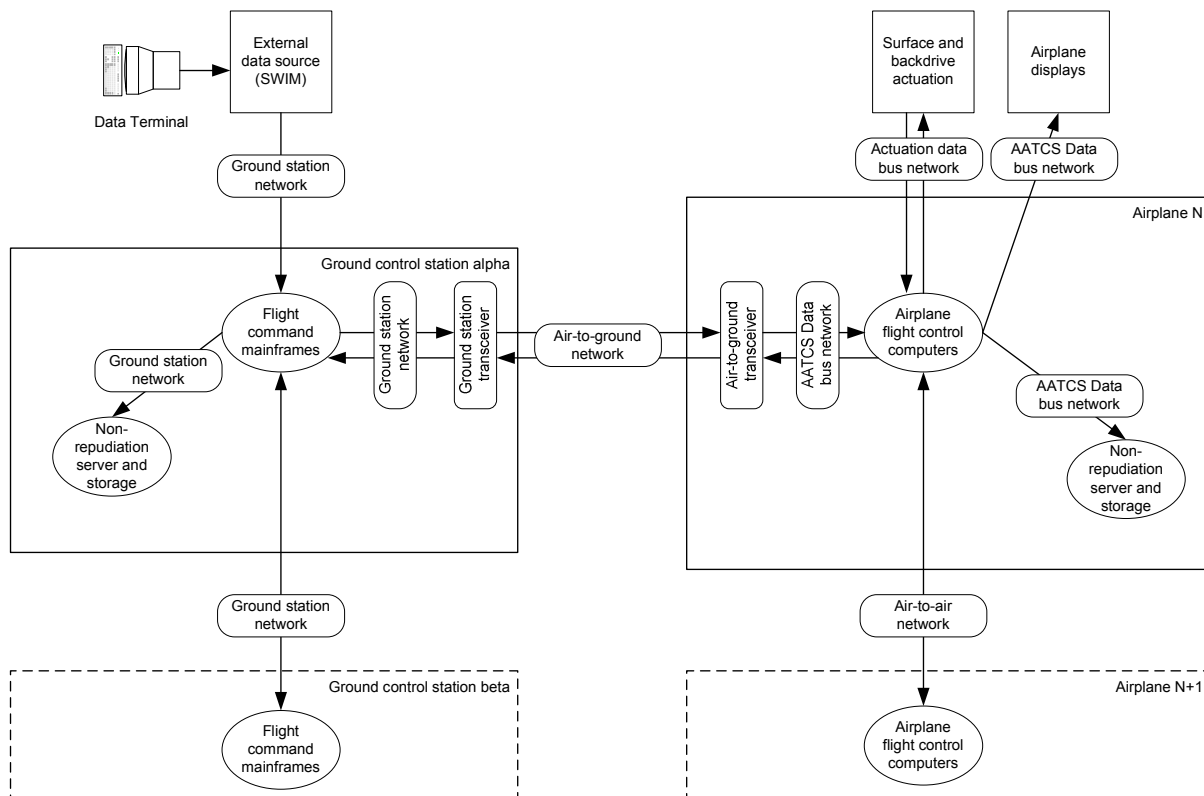 External
data source
(SWIM)
Data Terminal
Surface and
backdrive
actuation
Airplane
displays
Ground station
network
Actuation data
bus network
AATCS Data
bus network
Airplane N
Ground control station alpha
Flight
command
mainframes
Ground station
network
Ground station
transceiver
Air-to-ground
network
Air-to-ground
transceiver
AATCS Data
bus network
Airplane
flight control
computers
Ground station
network
Non-
repudiation
server and
storage
AATCS Data
bus network
Non-
repudiation
server and
storage
Ground station
network
Air-to-air
network
Ground control station beta
Flight
command
mainframes
Airplane N+1
Airplane
flight control
computers